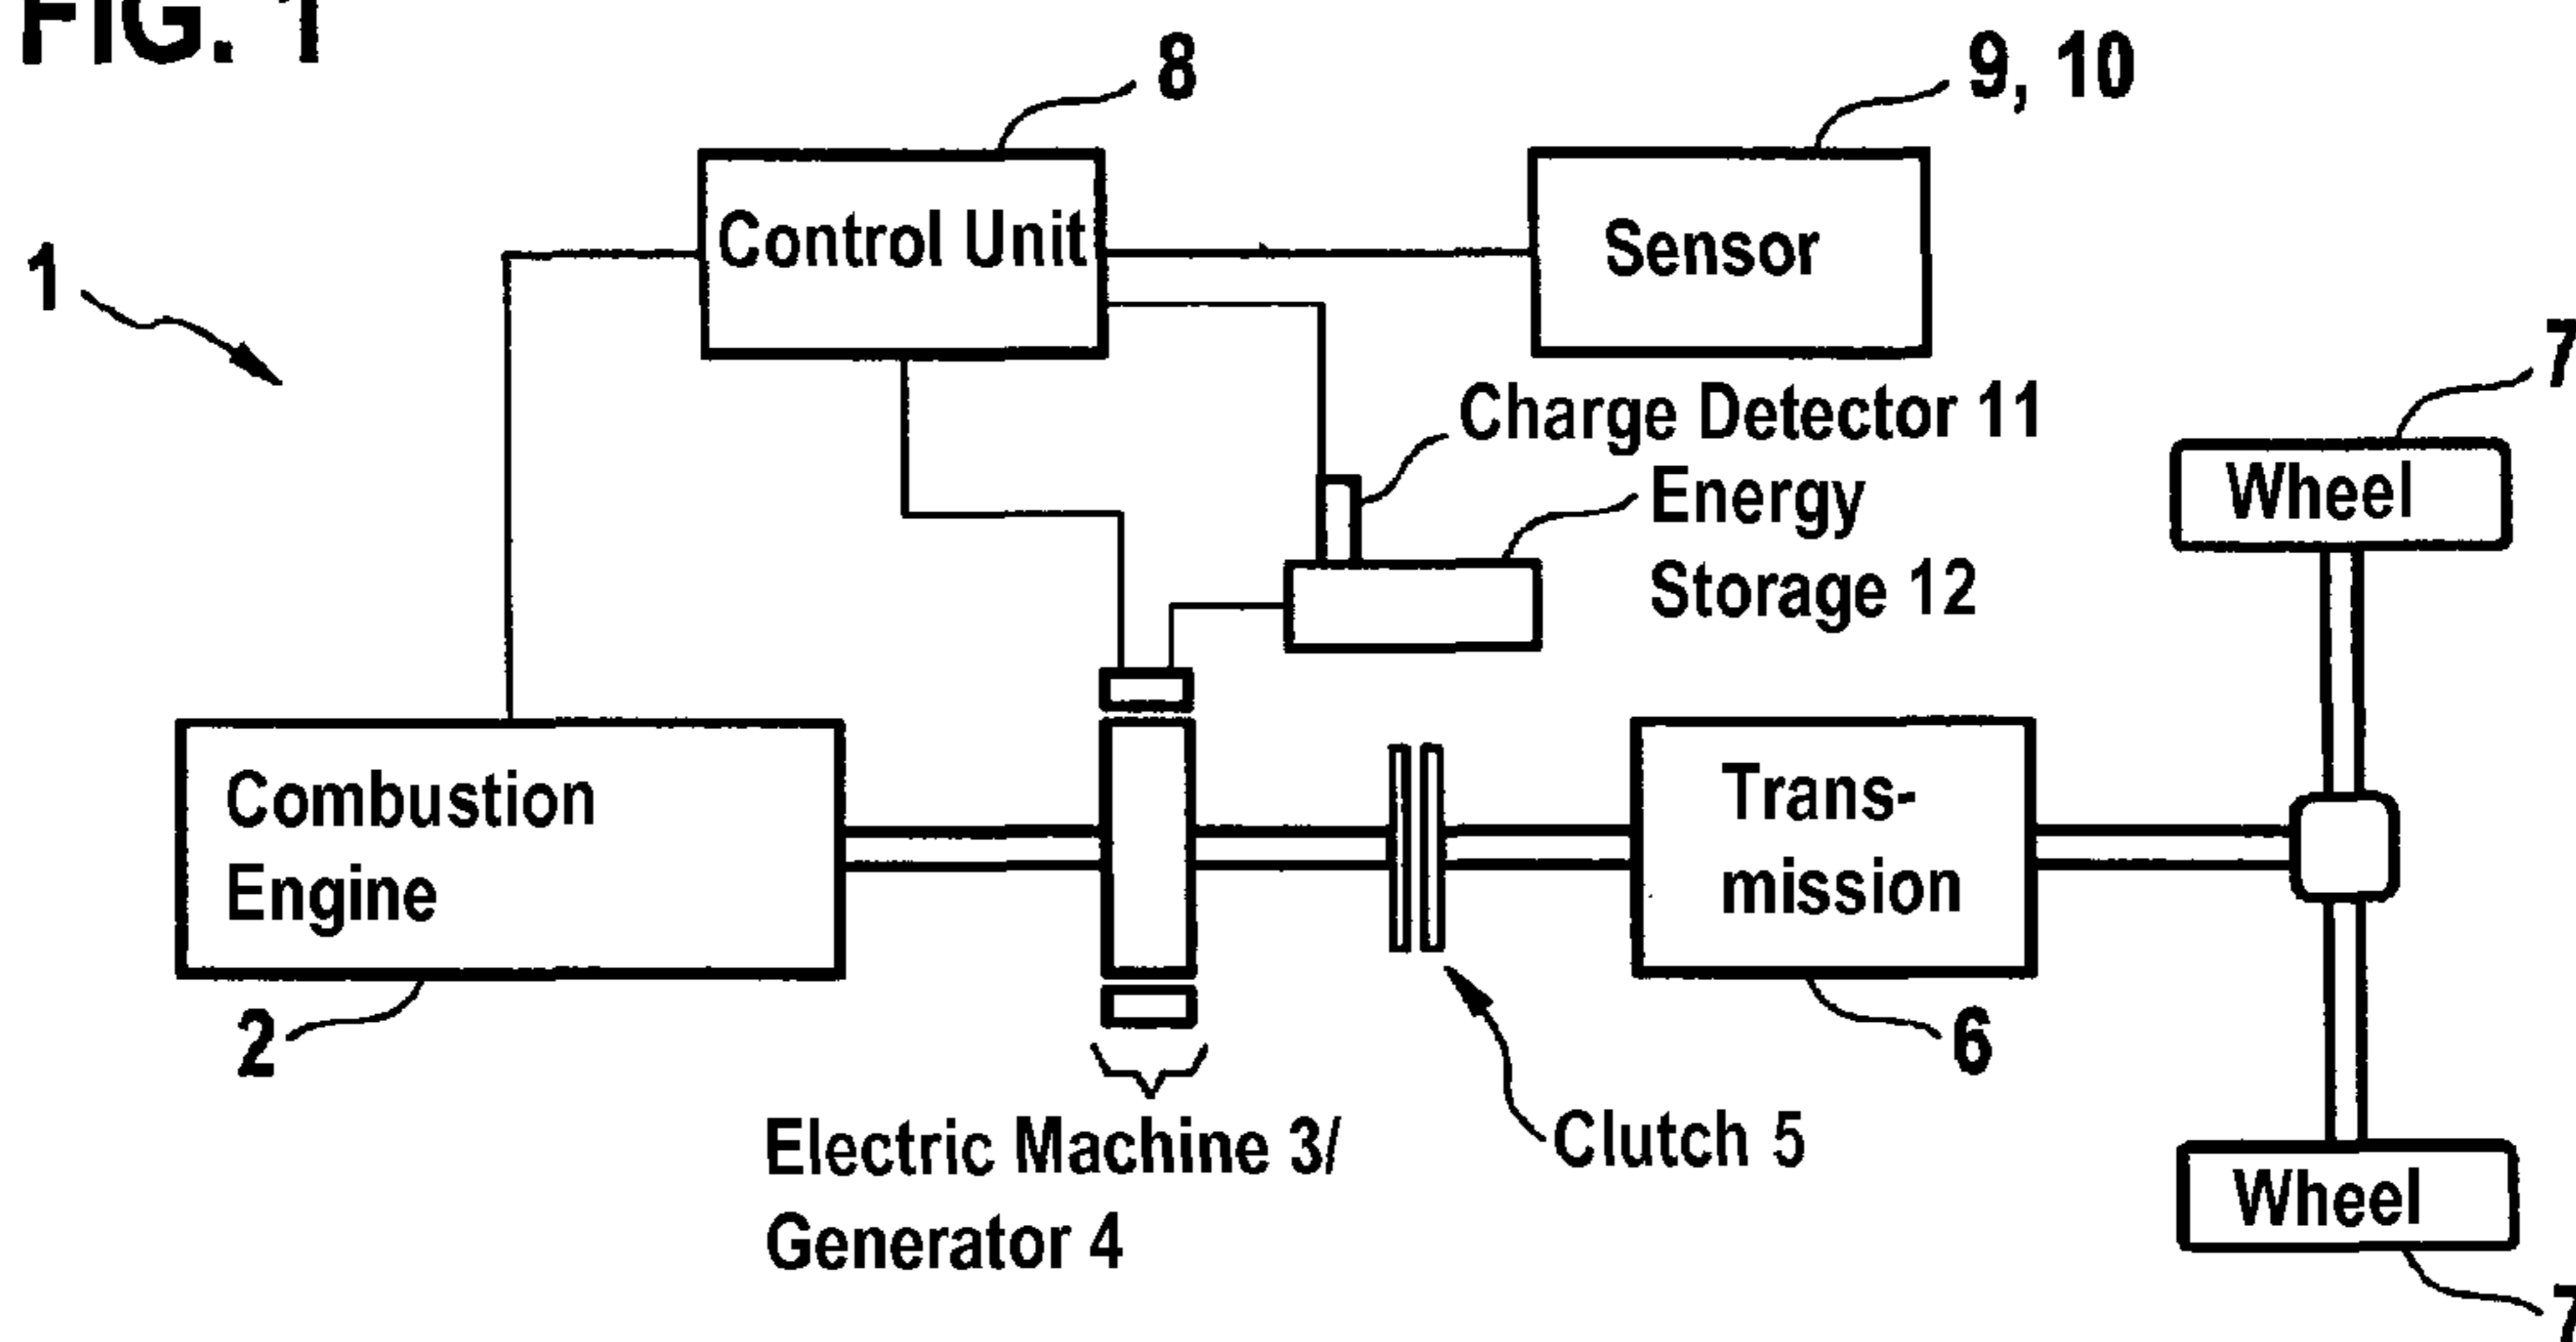 FIG. 1
8
9, 10
Control Unit
Sensor
1
7
Charge Detector 11
Energy
Storage 12
Wheel
Combustion
Engine
Trans-
mission
2
6
Electric Machine 3/
Generator 4
Clutch 5
Wheel
7